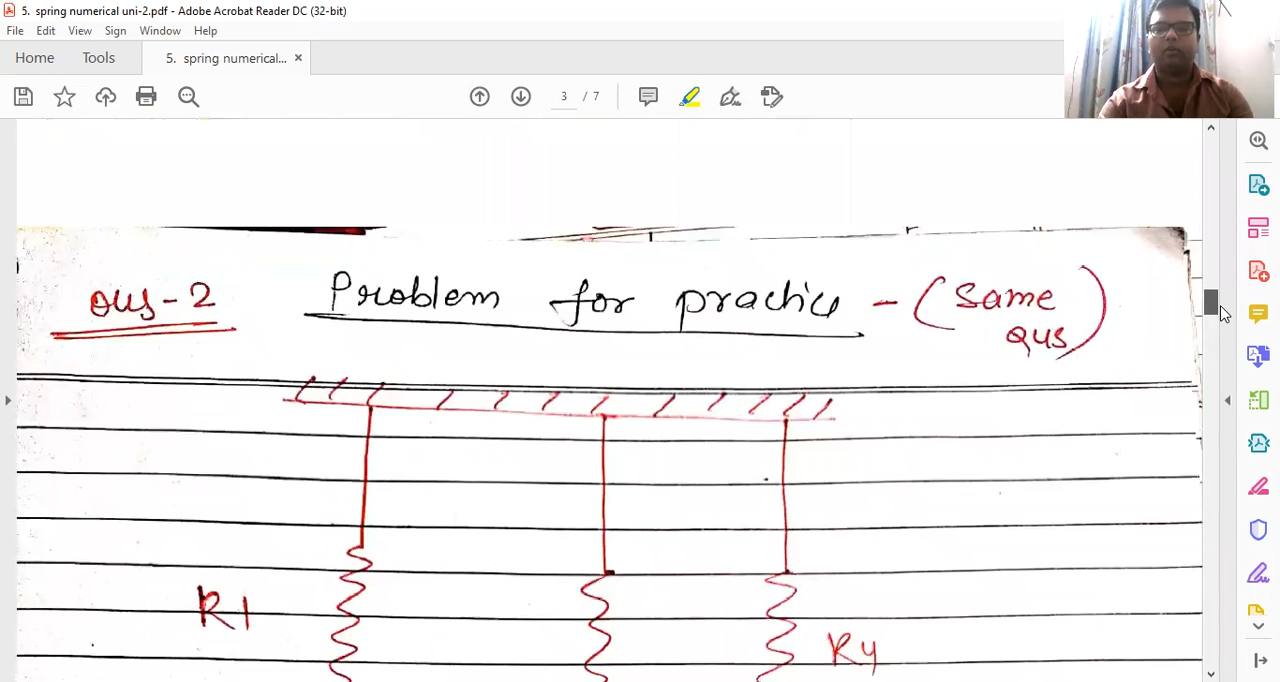 5. spring numerical uni-2.pdf - Adobe Acrobat Reader DC (32-bit)
File Edit View Sign Window Help
Home Tools 5. spring numerical... ×
3 / 7
Qus-2 Problem for practice - (Same
Qus)
K1
K4